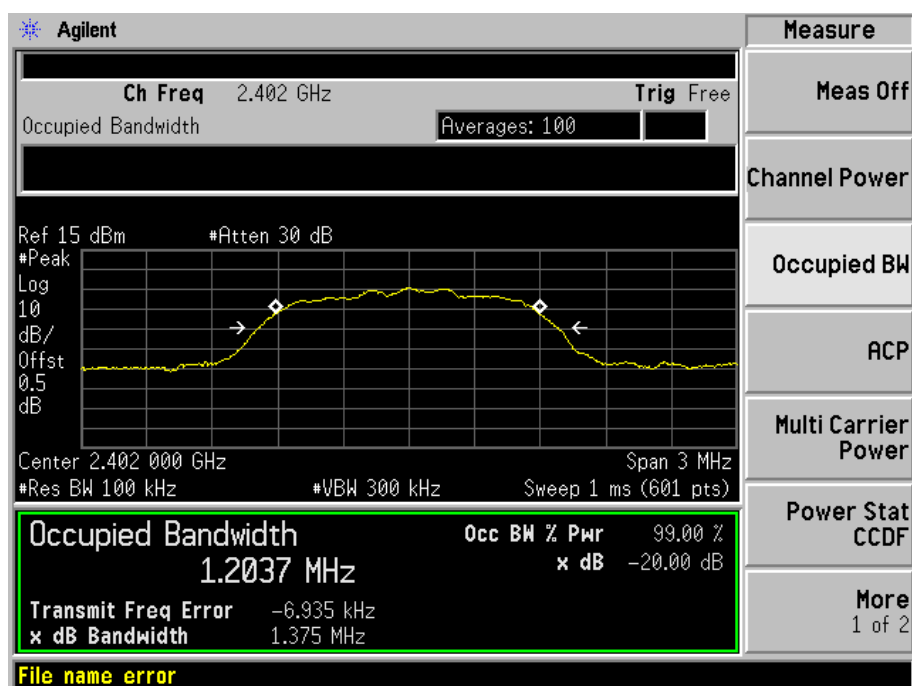 Agilent
Measure
Ch Freq 2.402 GHz Trig Free
Occupied Bandwidth Averages: 100
Meas Off
Channel Power
Occupied BW
ACP
Multi Carrier
Power
Power Stat
CCDF
More
1 of 2
Ref 15 dBm #Atten 30 dB
#Peak
Log
10
dB/
Offst
0.5
dB
Center 2.402 000 GHz Span 3 MHz
#Res BW 100 kHz #VBW 300 kHz Sweep 1 ms (601 pts)
Occupied Bandwidth Occ BW % Pwr 99.00 %
1.2037 MHz x dB -20.00 dB
Transmit Freq Error -6.935 kHz
x dB Bandwidth 1.375 MHz
File name error